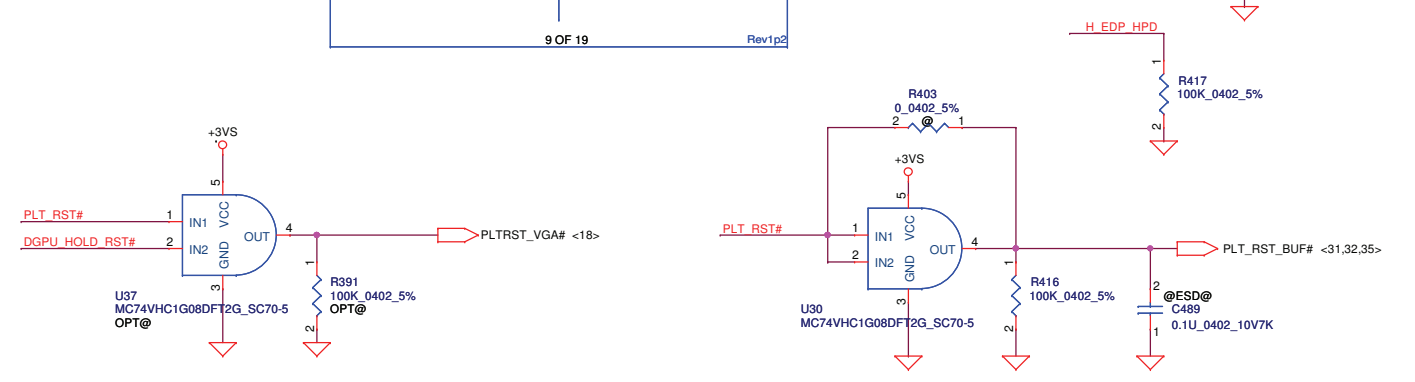 9 OF 19
Rev1p2
H_EDP_HPD
1
R417
100K_0402_5%
2
+3VS
5
PLT_RST#
1
IN1
VCC
DGPU_HOLD_RST#
2
IN2
GND
OUT
4
PLTRST_VGA# <18>
3
U37
MC74VHC1G08DFT2G_SC70-5
OPT@
1
R391
100K_0402_5%
OPT@
2
R403
0_0402_5%
2
@
1
+3VS
5
PLT_RST#
1
IN1
VCC
2
IN2
GND
OUT
4
PLT_RST_BUF# <31,32,35>
3
U30
MC74VHC1G08DFT2G_SC70-5
1
R416
100K_0402_5%
2
2
@ESD@
C489
0.1U_0402_10V7K
1